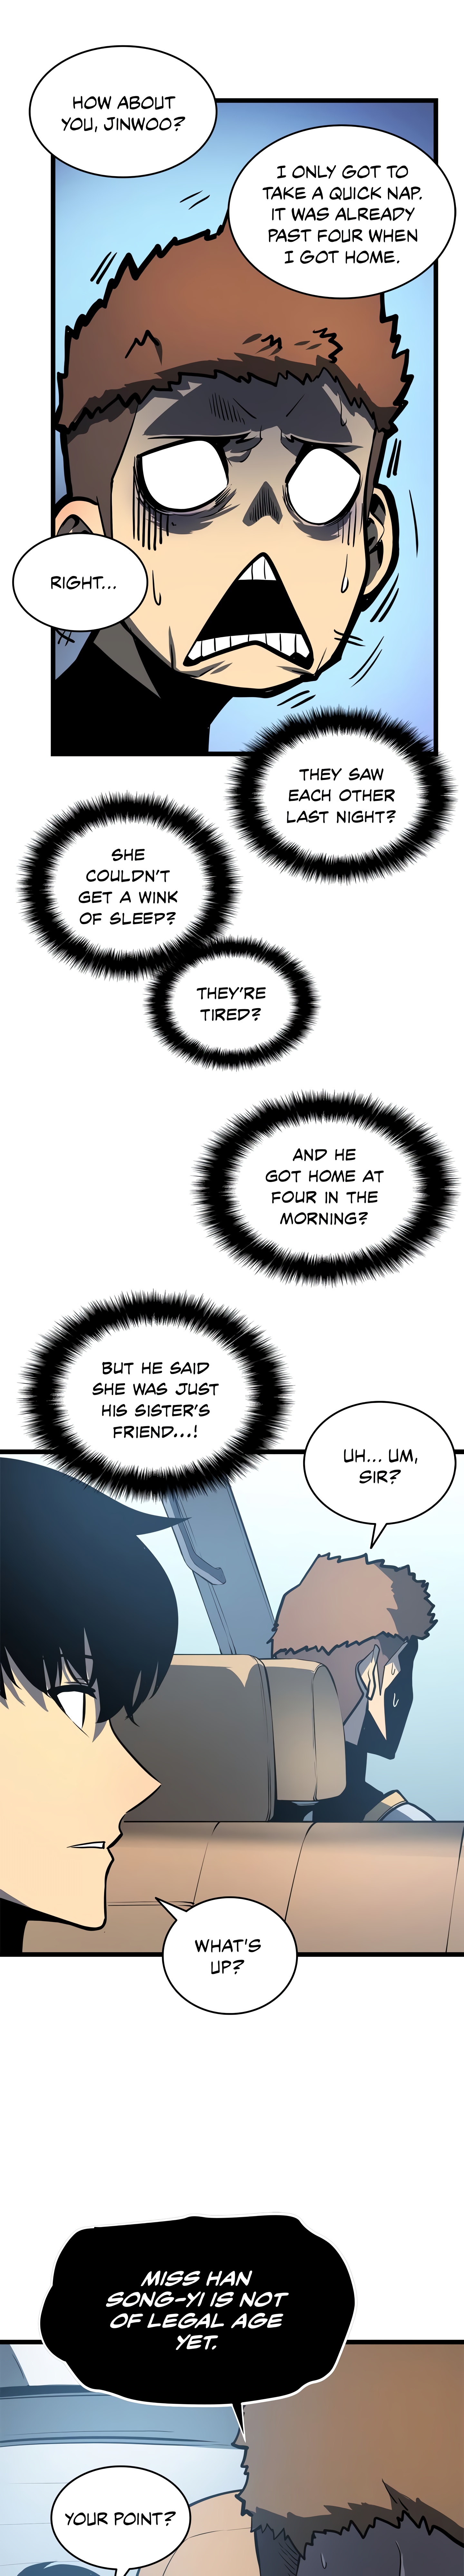 HOW ABOUT
YOU, JINWOO?
I ONLY GOT TO
TAKE A QUICK NAP.
IT WAS ALREADY
PAST FOUR WHEN
I GOT HOME.
RIGHT...
THEY SAW
EACH OTHER
LAST NIGHT?
SHE
COULDN'T
GET A WINK
OF SLEEP?
THEY'RE
TIRED?
AND HE
GOT HOME AT
FOUR IN THE
MORNING?
BUT HE SAID
SHE WAS JUST
HIS SISTER'S
FRIEND...!
UH... UM,
SIR?
WHAT'S
UP?
MISS HAN
SONG-YI IS NOT
OF LEGAL AGE
YET.
YOUR POINT?